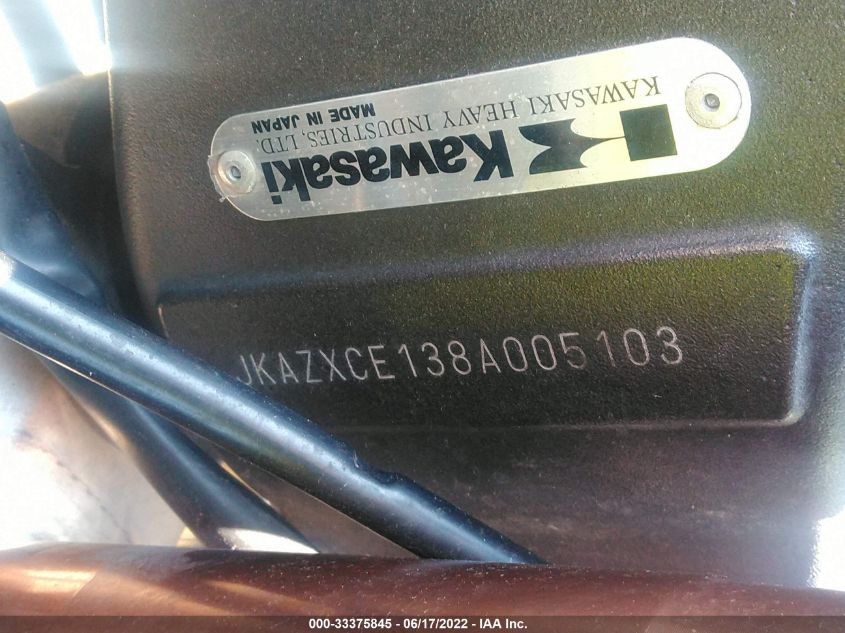 Kawasaki
KAWASAKI HEAVY INDUSTRIES, LTD.
MADE IN JAPAN
JKAZXCE138A005103
000-33375845 - 06/17/2022 - IAA Inc.